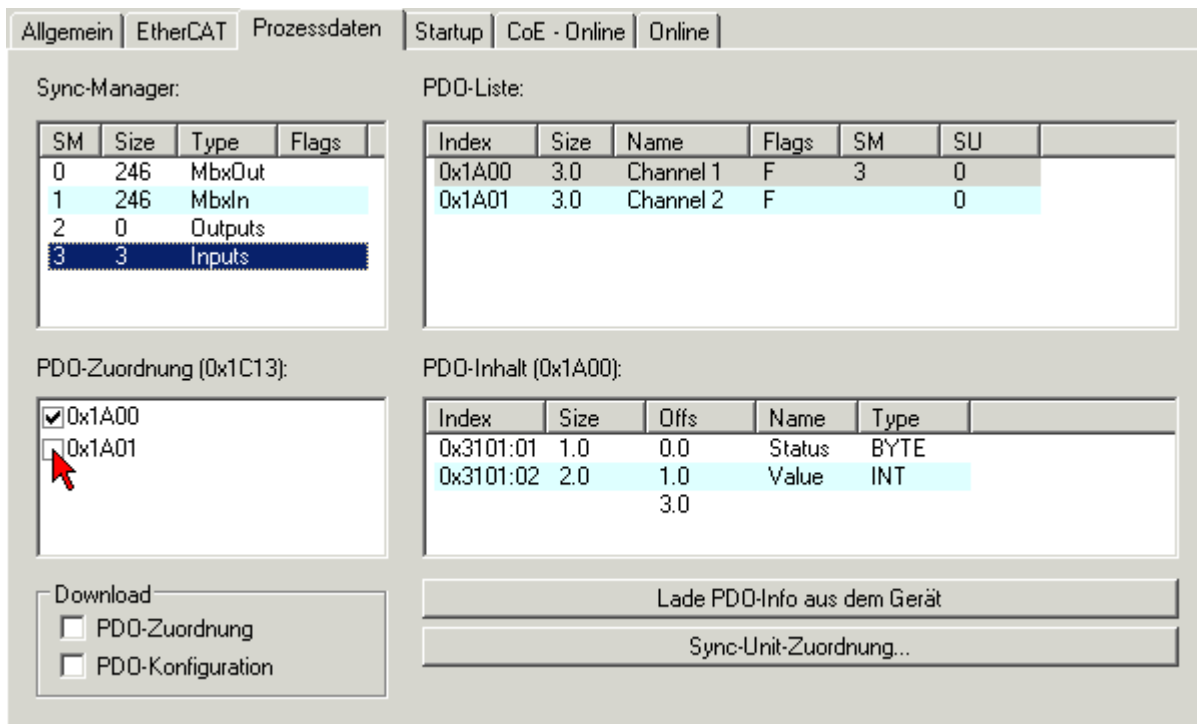 Allgemein EtherCAT Prozessdaten Startup CoE - Online Online
Sync-Manager:
SM Size Type Flags
0 246 MbxOut
1 246 MbxIn
2 0 Outputs
3 3 Inputs
PDO-Liste:
Index Size Name Flags SM SU
0x1A00 3.0 Channel 1 F 3 0
0x1A01 3.0 Channel 2 F 0
PDO-Zuordnung (0x1C13):
0x1A00
0x1A01
PDO-Inhalt (0x1A00):
Index Size Offs Name Type
0x3101:01 1.0 0.0 Status BYTE
0x3101:02 2.0 1.0 Value INT
3.0
Download
PDO-Zuordnung
PDO-Konfiguration
Lade PDO-Info aus dem Gerät
Sync-Unit-Zuordnung...